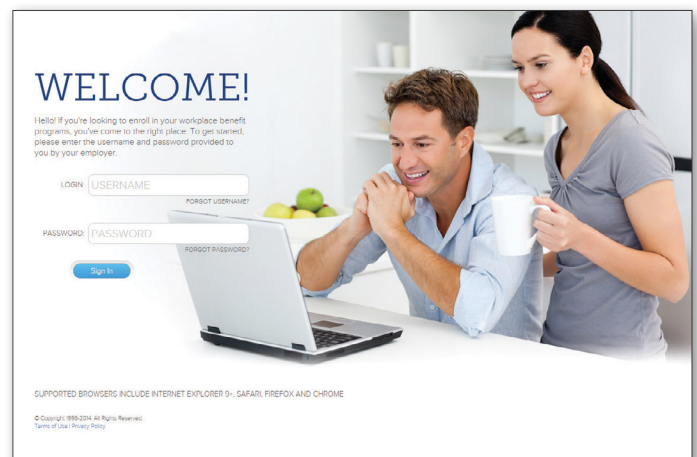 WELCOME!
Hello! If you're looking to enroll in your workplace benefit
programs, you've come to the right place. To get started,
please enter the username and password provided to
you by your employer.
LOGIN: USERNAME
FORGOT USERNAME?
PASSWORD: PASSWORD
FORGOT PASSWORD?
Sign In
SUPPORTED BROWSERS INCLUDE INTERNET EXPLORER 9+, SAFARI, FIREFOX AND CHROME
© Copyright 1998-2014. All Rights Reserved.
Terms of Use | Privacy Policy